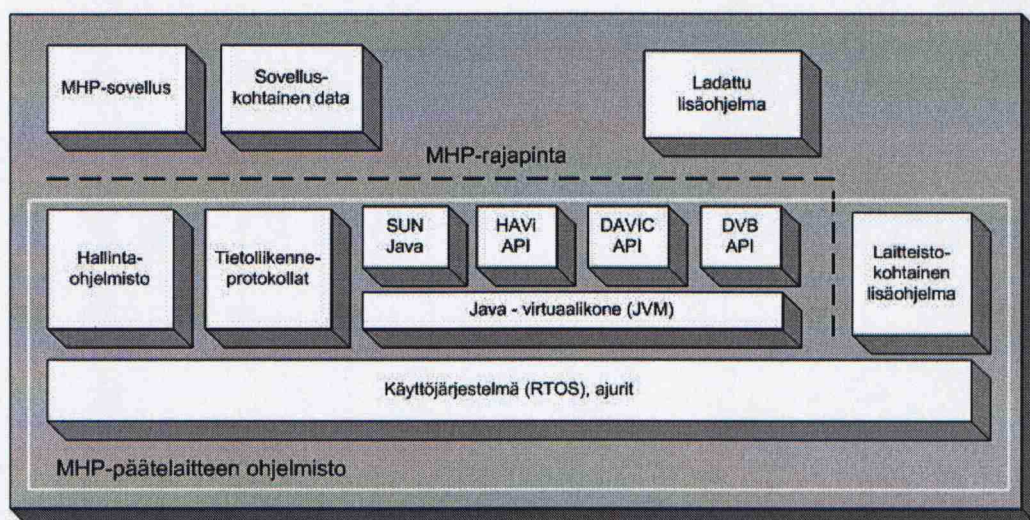 MHP-sovellus
Sovellus-
kohtainen data
Ladattu
lisäohjelma
MHP-rajapinta
Hallinta-
ohjelmisto
Tietoliikenne-
protokollat
SUN
Java
HAVi
API
DAVIC
API
DVB
API
Laitteisto-
kohtainen
lisäohjelma
Java - virtuaalikone (JVM)
Käyttöjärjestelmä (RTOS), ajurit
MHP-päätelaitteen ohjelmisto